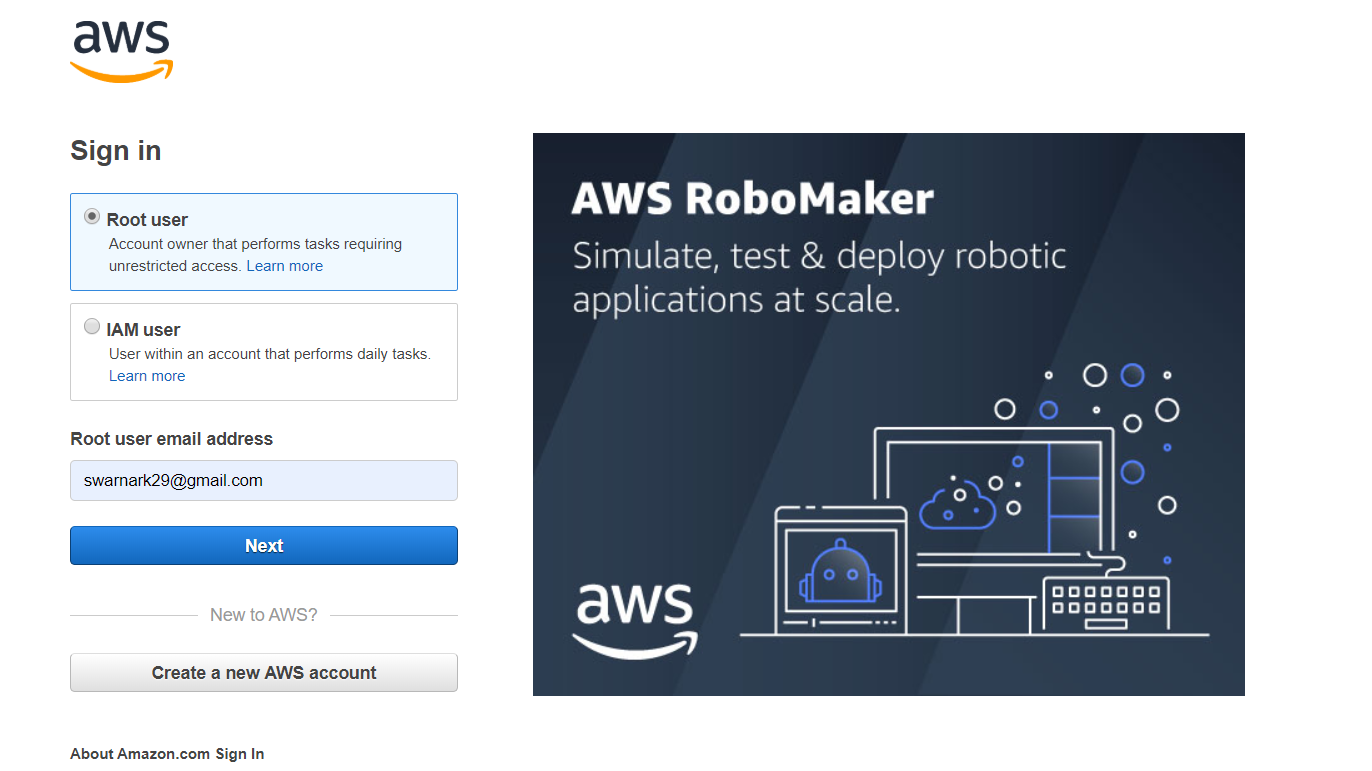 aws
Sign in
Root user
Account owner that performs tasks requiring
unrestricted access. Learn more
IAM user
User within an account that performs daily tasks.
Learn more
Root user email address
swarnark29@gmail.com
Next
New to AWS?
Create a new AWS account
About Amazon.com Sign In
AWS RoboMaker
Simulate, test & deploy robotic
applications at scale.
aws